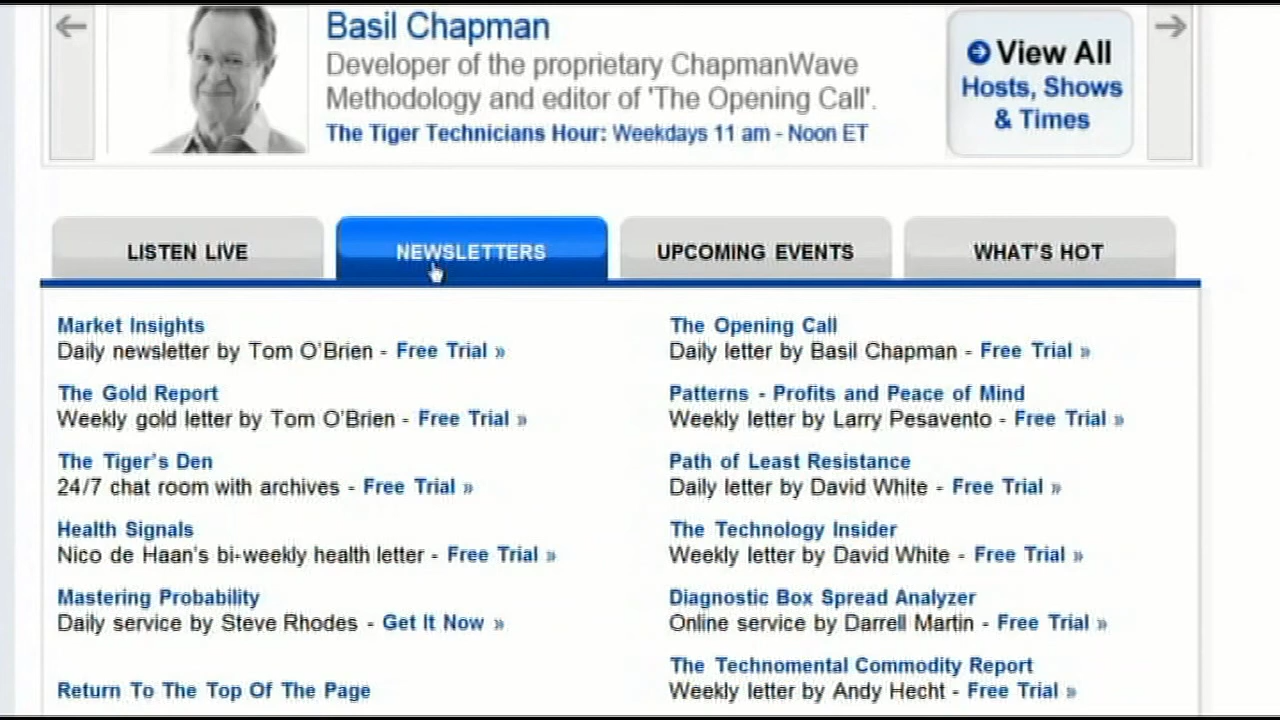 Basil Chapman
Developer of the proprietary ChapmanWave
Methodology and editor of 'The Opening Call'.
The Tiger Technicians Hour: Weekdays 11 am - Noon ET
View All
Hosts, Shows
& Times
LISTEN LIVE
NEWSLETTERS
UPCOMING EVENTS
WHAT'S HOT
Market Insights
Daily newsletter by Tom O'Brien - Free Trial »
The Gold Report
Weekly gold letter by Tom O'Brien - Free Trial »
The Tiger's Den
24/7 chat room with archives - Free Trial »
Health Signals
Nico de Haan's bi-weekly health letter - Free Trial »
Mastering Probability
Daily service by Steve Rhodes - Get It Now »
Return To The Top Of The Page
The Opening Call
Daily letter by Basil Chapman - Free Trial »
Patterns - Profits and Peace of Mind
Weekly letter by Larry Pesavento - Free Trial »
Path of Least Resistance
Daily letter by David White - Free Trial »
The Technology Insider
Weekly letter by David White - Free Trial »
Diagnostic Box Spread Analyzer
Online service by Darrell Martin - Free Trial »
The Technomental Commodity Report
Weekly letter by Andy Hecht - Free Trial »